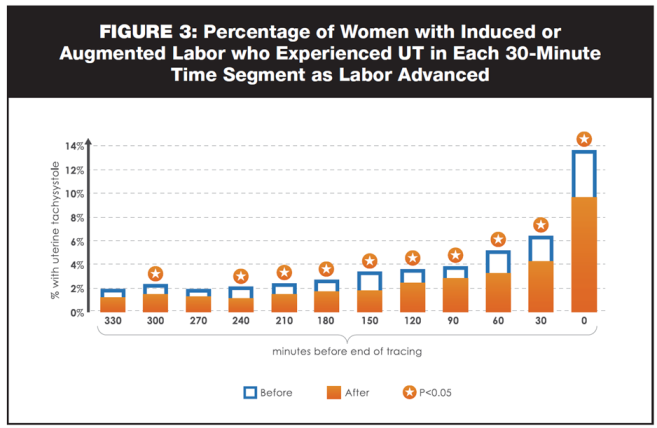 FIGURE 3: Percentage of Women with Induced or
Augmented Labor who Experienced UT in Each 30-Minute
Time Segment as Labor Advanced
% with uterine tachysystole
14%
12%
10%
8%
6%
4%
2%
0%
330 300 270 240 210 180 150 120 90 60 30 0
minutes before end of tracing
Before After P<0.05